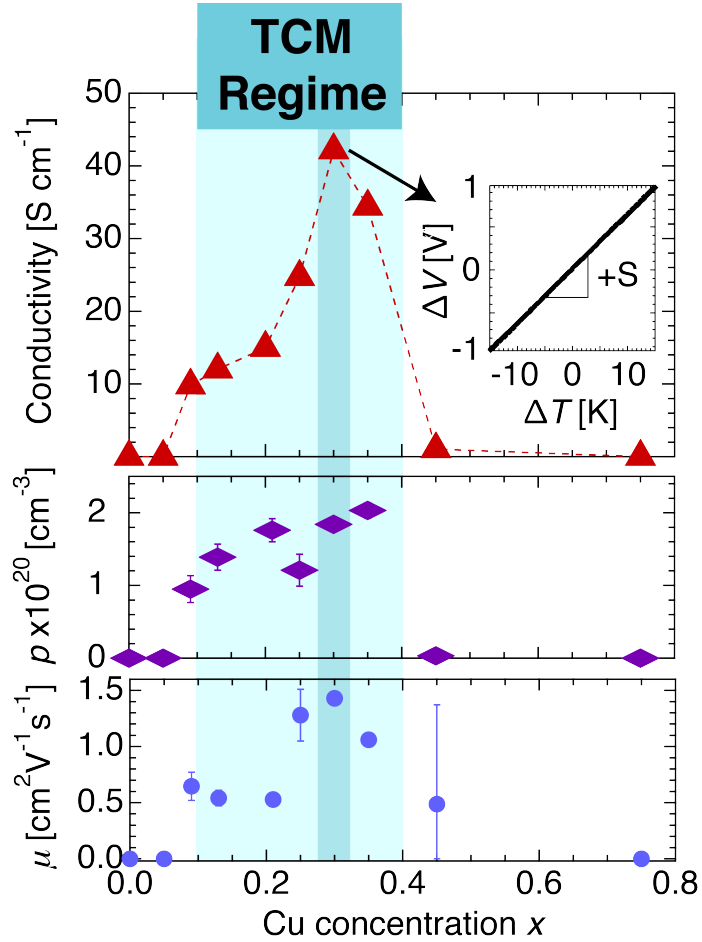 TCM
Regime
50
40
30
20
10
Conductivity [S cm⁻¹]
1
0
-1
ΔV [V]
+S
-10 0 10
ΔT [K]
2
1
0
p x10²⁰ [cm⁻³]
1.5
1.0
0.5
0.0
μ [cm²V⁻¹s⁻¹]
0.0 0.2 0.4 0.6 0.8
Cu concentration x